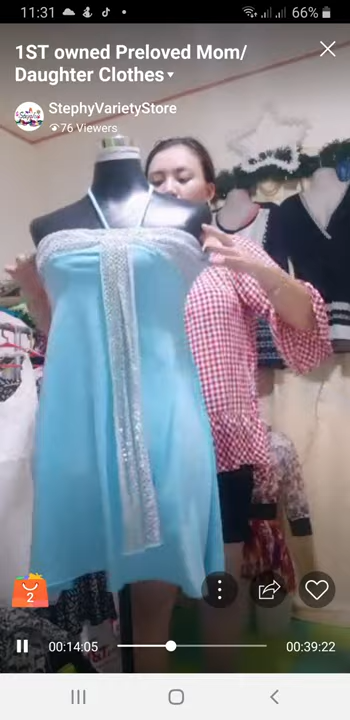 11:31
66%
1ST owned Preloved Mom/
Daughter Clothes
StephyVarietyStore
76 Viewers
2
00:14:05
00:39:22